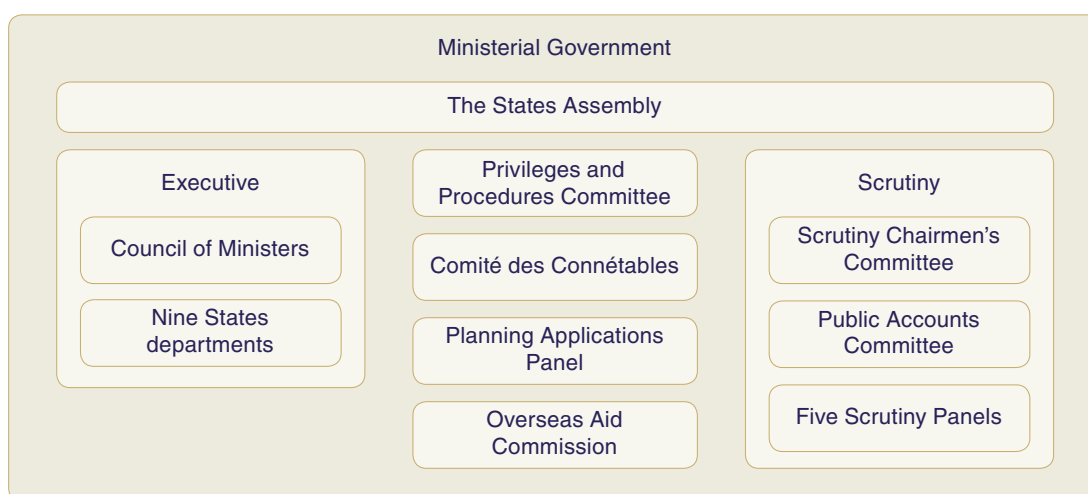 Ministerial Government
The States Assembly
Executive
Council of Ministers
Nine States
departments
Privileges and
Procedures Committee
Comité des Connétables
Planning Applications
Panel
Overseas Aid
Commission
Scrutiny
Scrutiny Chairmen's
Committee
Public Accounts
Committee
Five Scrutiny Panels